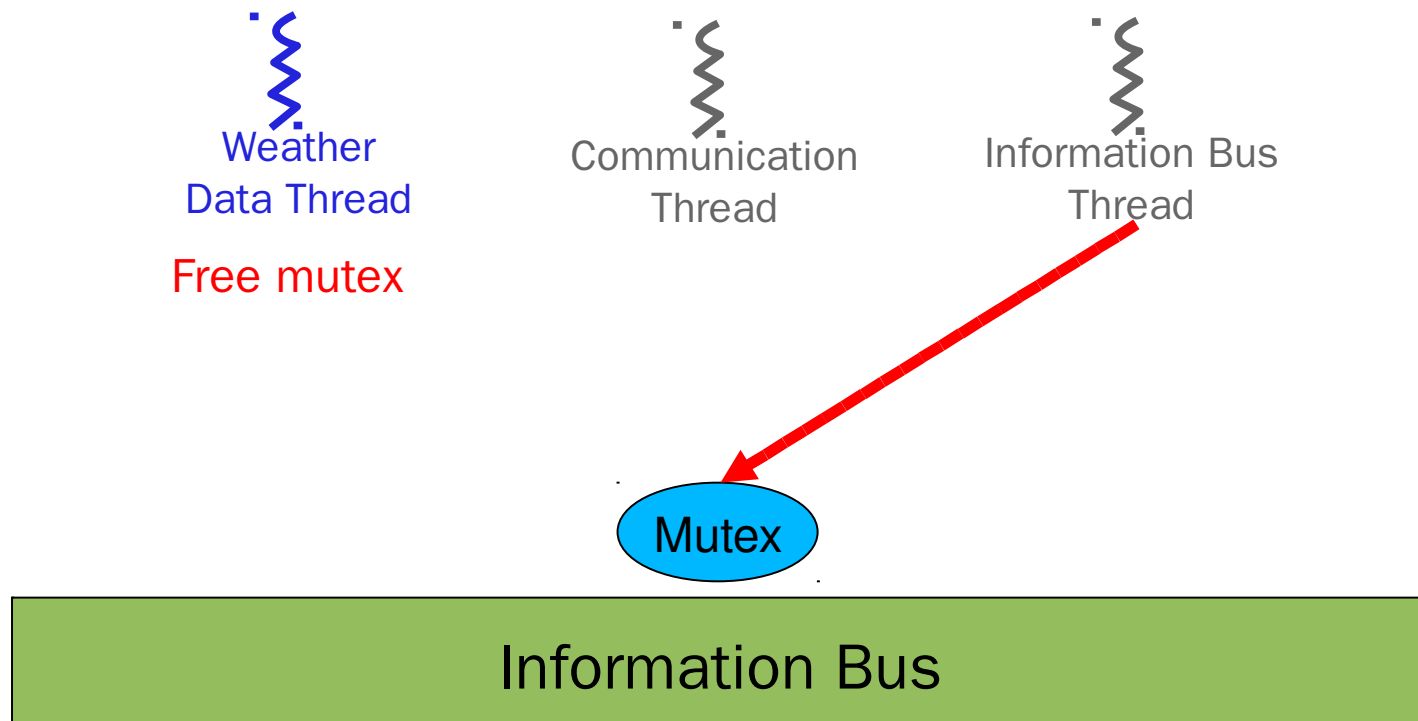 Weather
Data Thread
Communication
Thread
Information Bus
Thread
Free mutex
Mutex
Information Bus